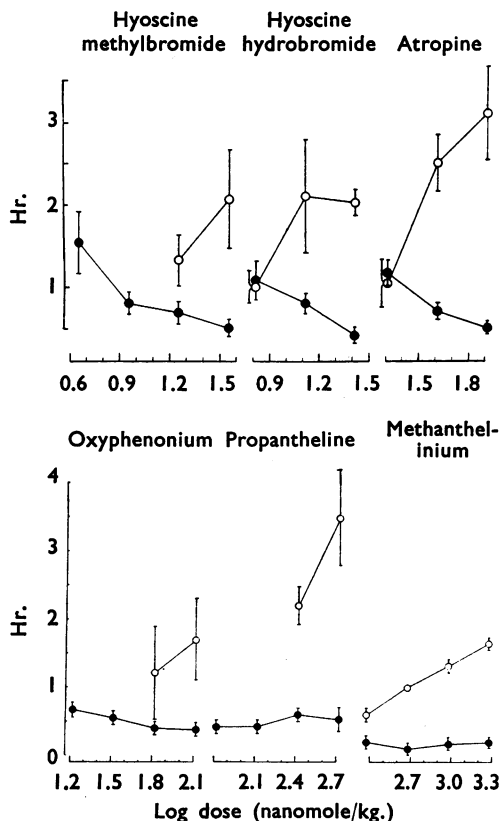 Hyoscine Hyoscine
methylbromide hydrobromide Atropine
3
2
1
Hr.
0.6 0.9 1.2 1.5 0.9 1.2 1.5 1.8
Oxyphenonium Propantheline Methanthel-
inium
4
3
2
1
0
Hr.
1.2 1.5 1.8 2.1 2.1 2.4 2.7 2.7 3.0 3.3
Log dose (nanomole/kg.)